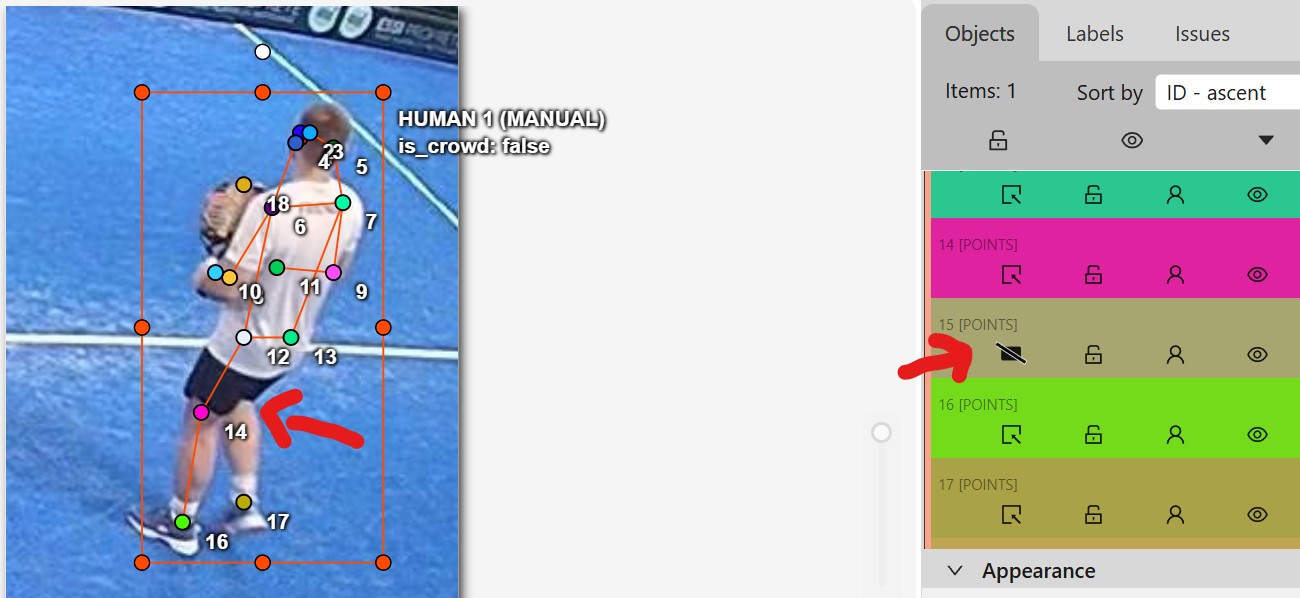 HUMAN 1 (MANUAL)
is_crowd: false
23
4
5
18
6
7
10
11
9
12
13
14
17
16
Objects
Labels
Issues
Items: 1
Sort by
ID - ascent
14 [POINTS]
15 [POINTS]
16 [POINTS]
17 [POINTS]
Appearance